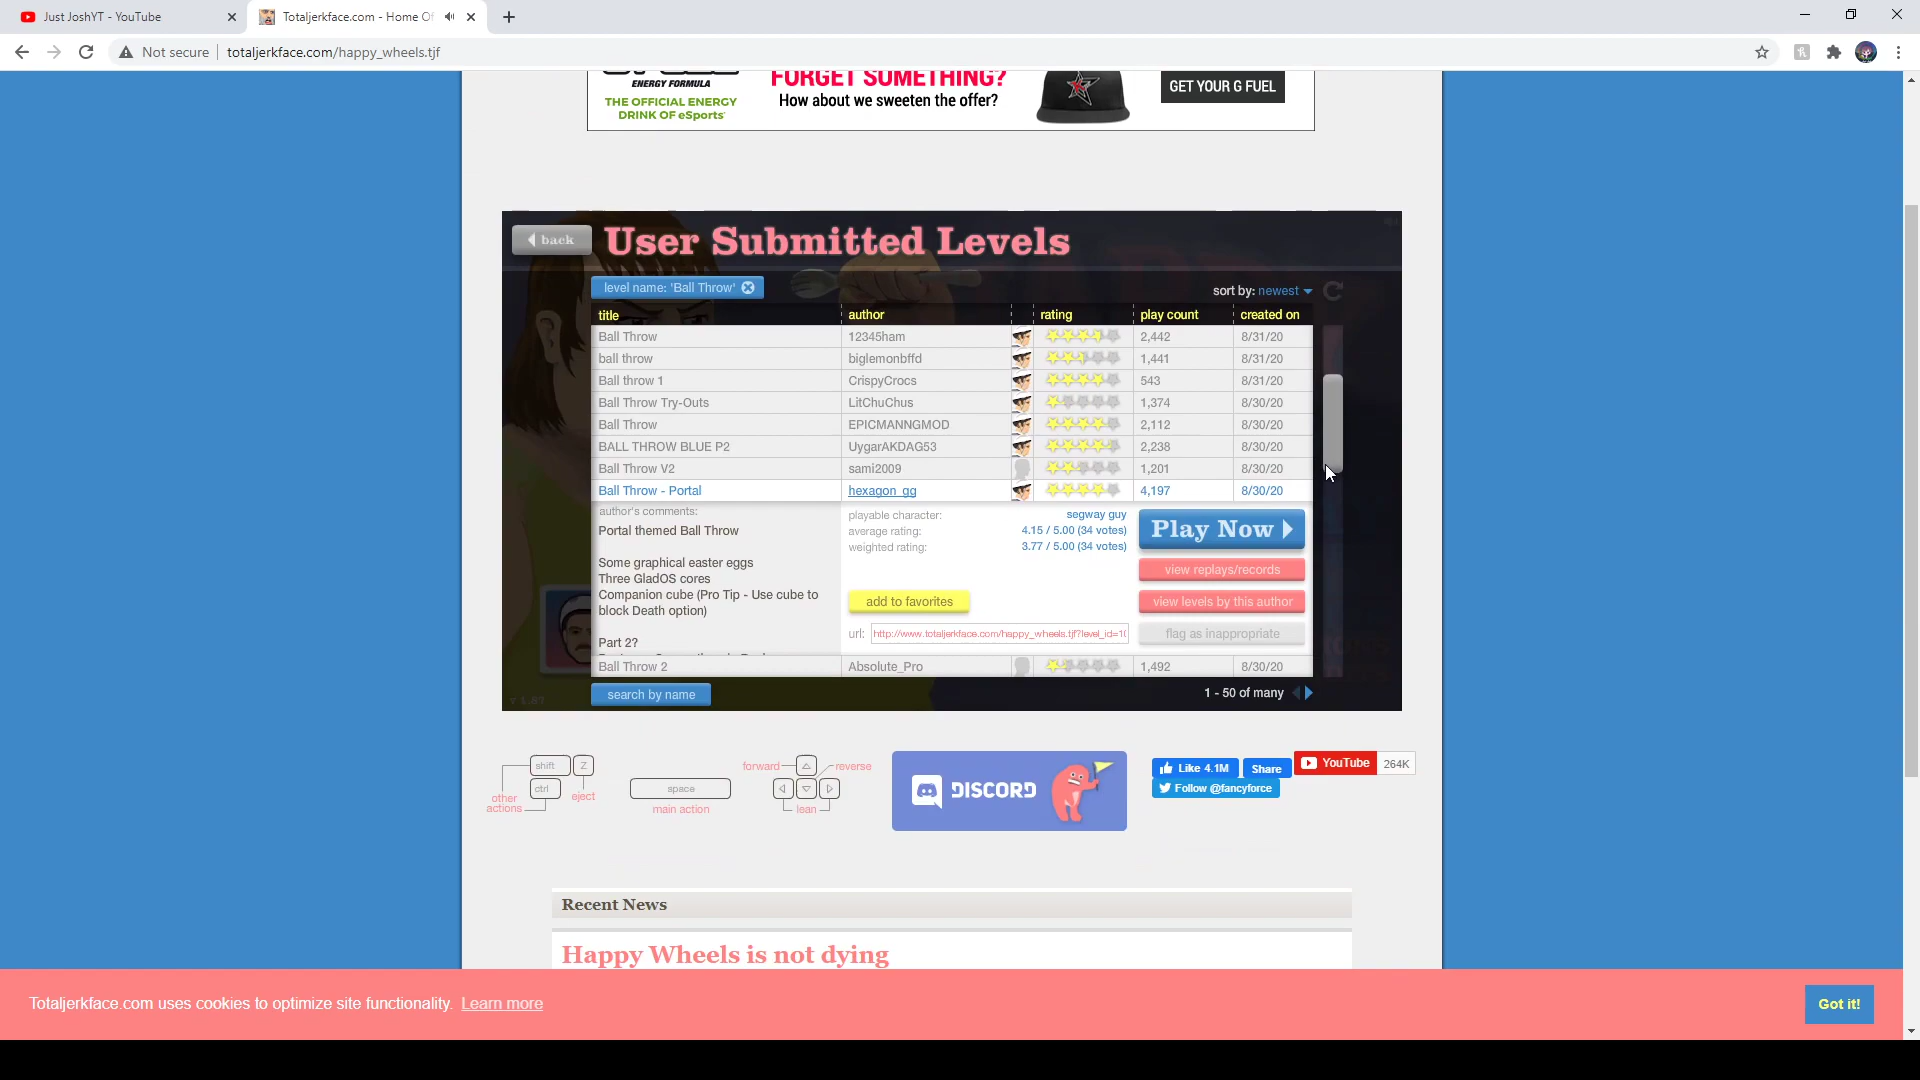 Just JoshYT - YouTube
Totaljerkface.com - Home Of
Not secure
totaljerkface.com/happy_wheels.tjf
ENERGY FORMULA
THE OFFICIAL ENERGY
DRINK OF eSports
FORGET SOMETHING?
How about we sweeten the offer?
GET YOUR G FUEL
back
User Submitted Levels
level name: 'Ball Throw'
sort by: newest
title author rating play count created on
Ball Throw 12345ham 2,442 8/31/20
ball throw biglemonbffd 1,441 8/31/20
Ball throw 1 CrispyCrocs 543 8/31/20
Ball Throw Try-Outs LitChuChus 1,374 8/30/20
Ball Throw EPICMANNGMOD 2,112 8/30/20
BALL THROW BLUE P2 UygarAKDAG53 2,238 8/30/20
Ball Throw V2 sami2009 1,201 8/30/20
Ball Throw - Portal hexagon_gg 4,197 8/30/20
author's comments:
Portal themed Ball Throw
Some graphical easter eggs
Three GladOS cores
Companion cube (Pro Tip - Use cube to
block Death option)
Part 2?
playable character: segway guy
average rating: 4.15 / 5.00 (34 votes)
weighted rating: 3.77 / 5.00 (34 votes)
add to favorites
url: http://www.totaljerkface.com/happy_wheels.tjf?level_id=1
Play Now
view replays/records
view levels by this author
flag as inappropriate
Ball Throw 2 Absolute_Pro 1,492 8/30/20
search by name
1 - 50 of many
v 1.87
shift Z
ctrl
other
actions
eject
space
main action
forward reverse
lean
DISCORD
Like 4.1M
Share
YouTube
264K
Follow @fancyforce
Recent News
Happy Wheels is not dying
Totaljerkface.com uses cookies to optimize site functionality. Learn more
Got it!